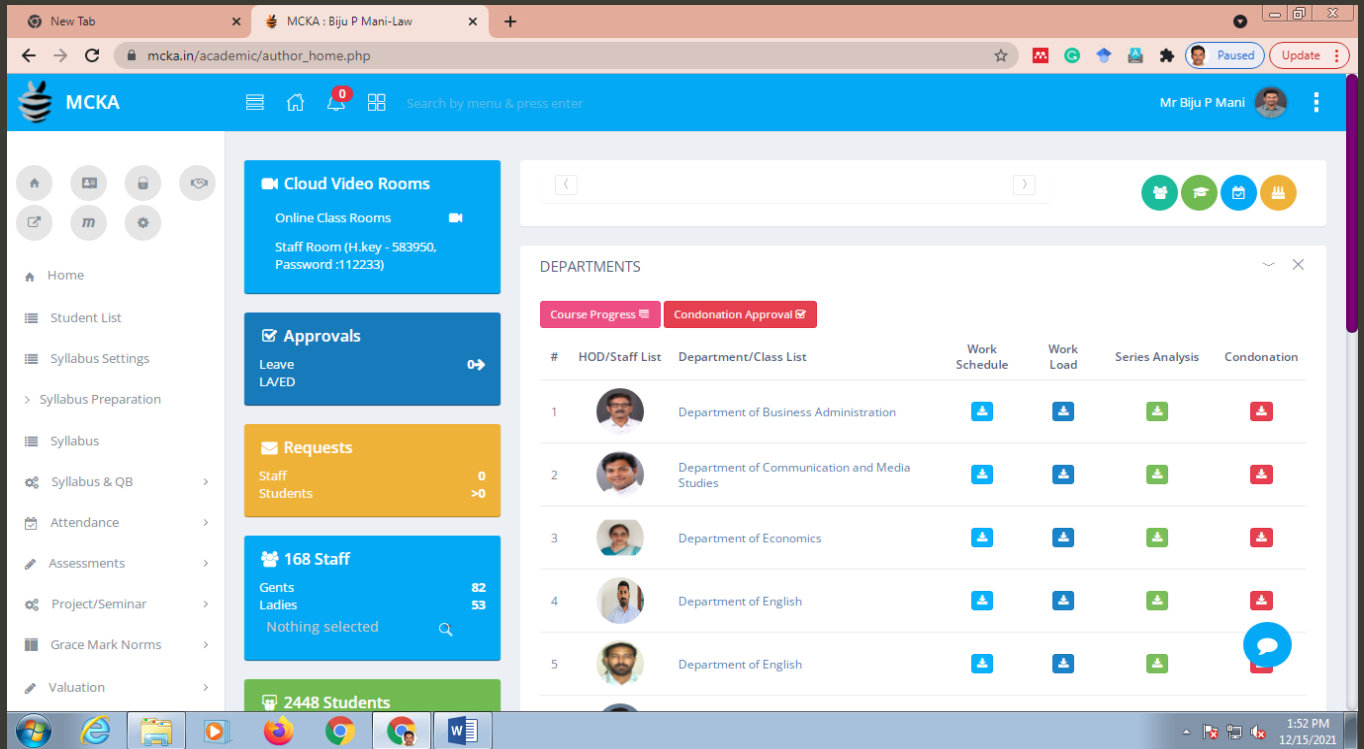 New Tab
MCKA : Biju P Mani-Law
mcka.in/academic/author_home.php
Paused
Update
MCKA
0
Search by menu & press enter
Mr Biju P Mani
m
Home
Student List
Syllabus Settings
Syllabus Preparation
Syllabus
Syllabus & QB
Attendance
Assessments
Project/Seminar
Grace Mark Norms
Valuation
Cloud Video Rooms
Online Class Rooms
Staff Room (H.key - 583950,
Password :112233)
Approvals
Leave 0
LA/ED
Requests
Staff 0
Students >0
168 Staff
Gents 82
Ladies 53
Nothing selected
2448 Students
DEPARTMENTS
Course Progress
Condonation Approval
# HOD/Staff List Department/Class List Work Schedule Work Load Series Analysis Condonation
1 Department of Business Administration
2 Department of Communication and Media
Studies
3 Department of Economics
4 Department of English
5 Department of English
1:52 PM
12/15/2021